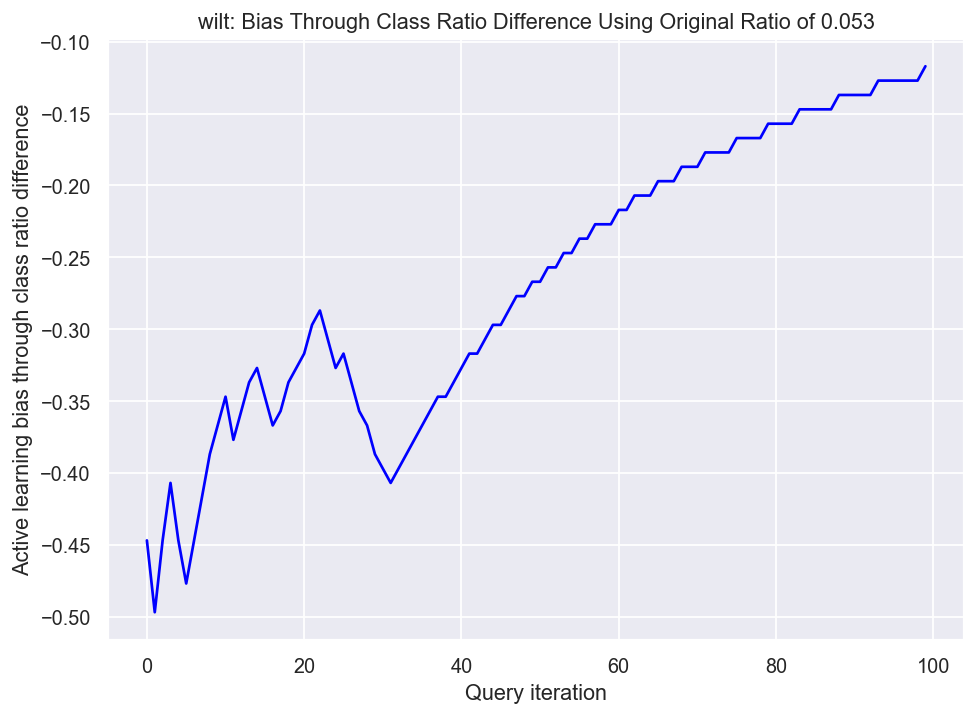 wilt: Bias Through Class Ratio Difference Using Original Ratio of 0.053
Active learning bias through class ratio difference
−0.10
−0.15
−0.20
−0.25
−0.30
−0.35
−0.40
−0.45
−0.50
0 20 40 60 80 100
Query iteration